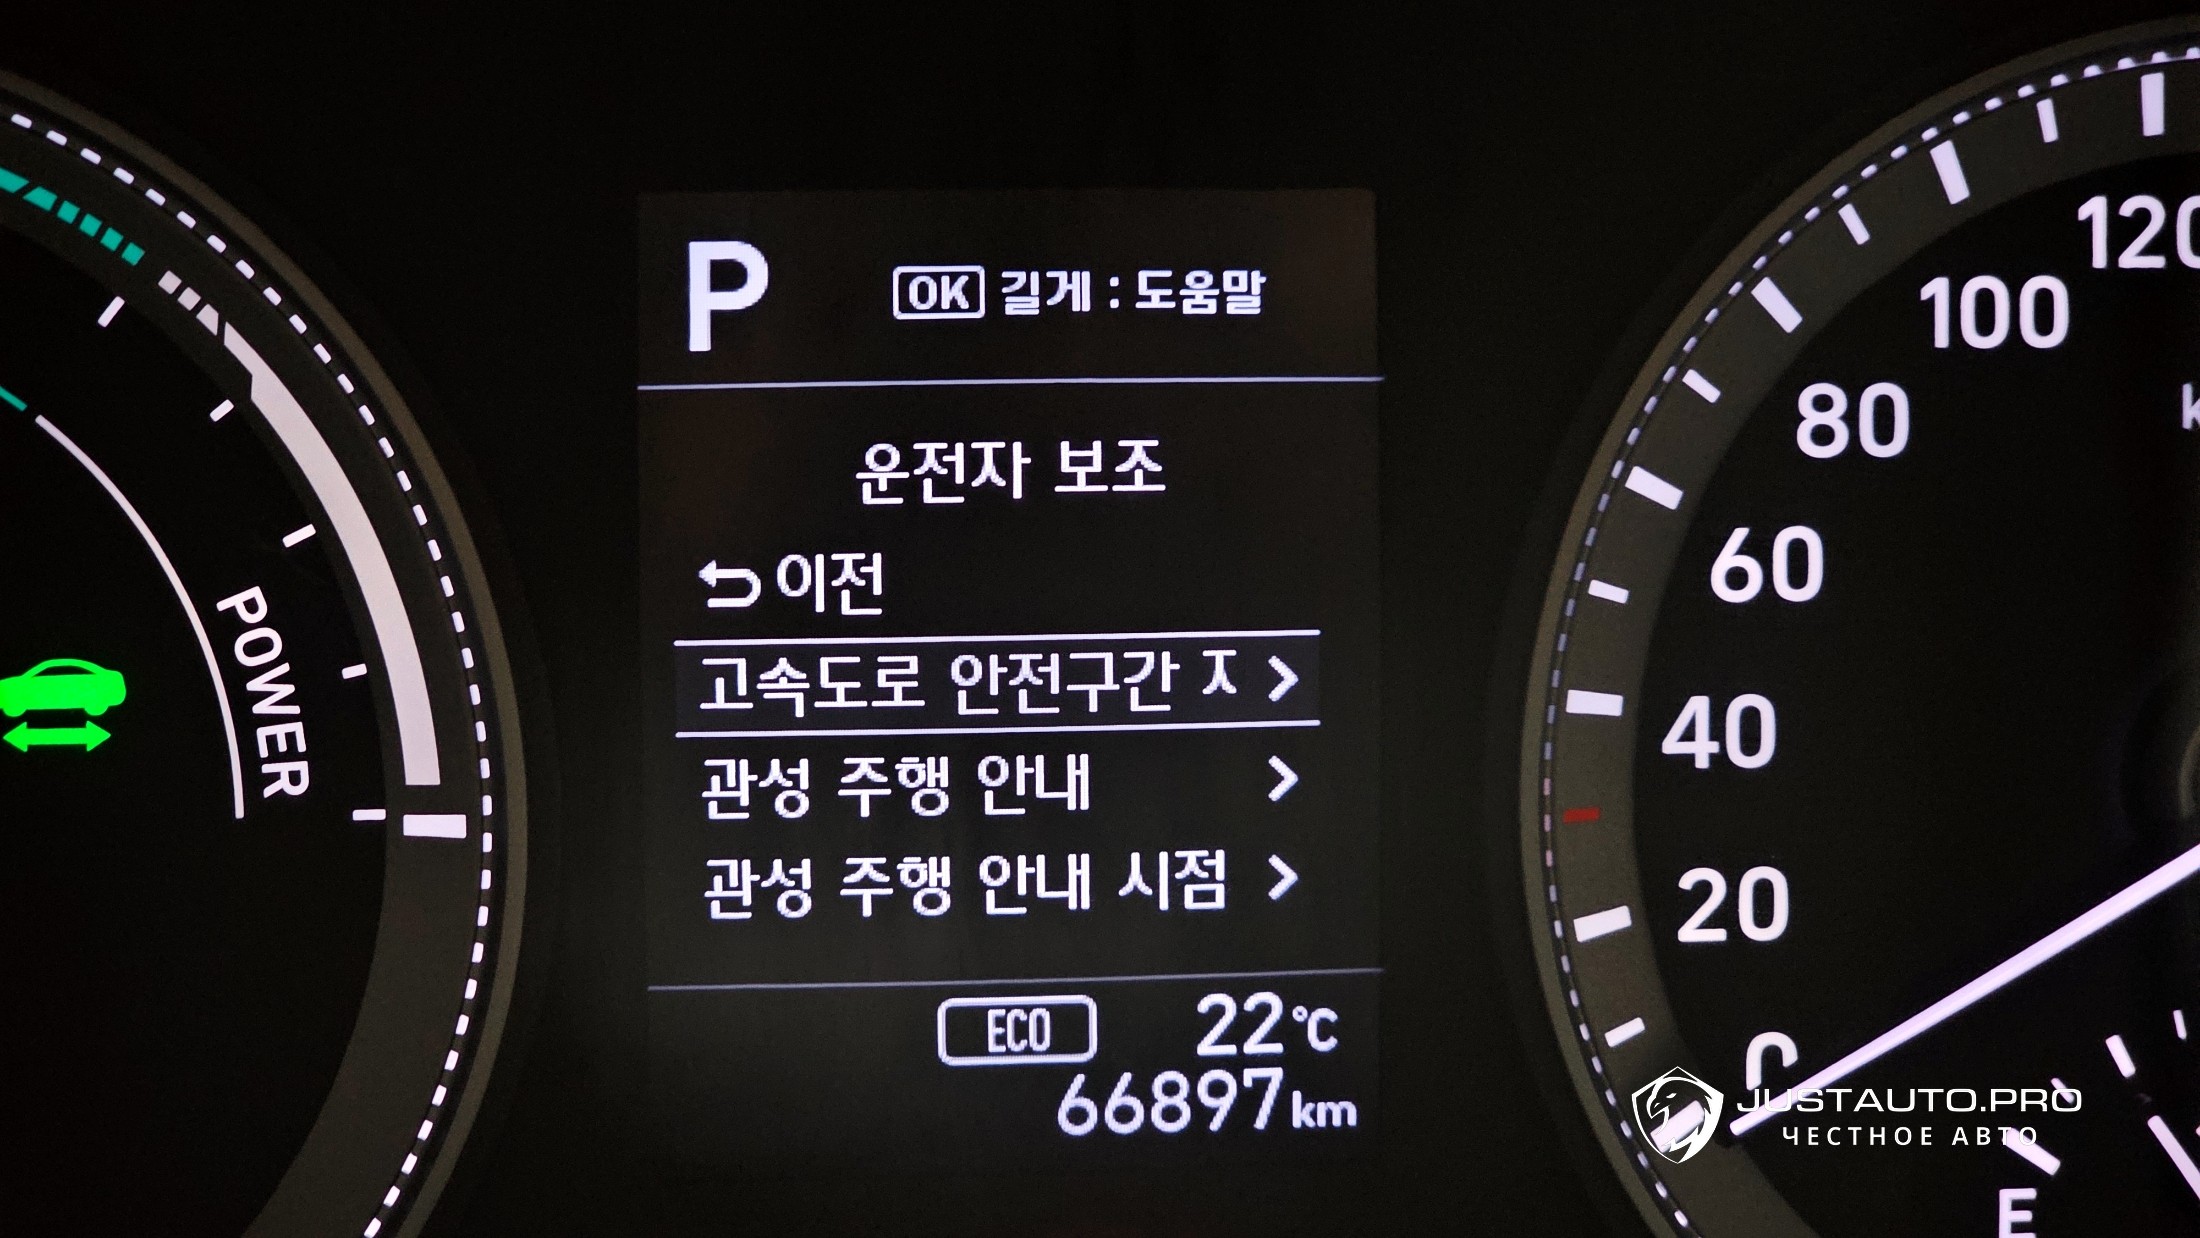 P
OK 길게 : 도움말
운전자 보조
이전
고속도로 안전구간
관성 주행 안내
관성 주행 안내 시점
ECO 22°C
66897 km
POWER
120
100
80
60
40
20
E
JUSTAUTO.PRO
ЧЕСТНОЕ АВТО